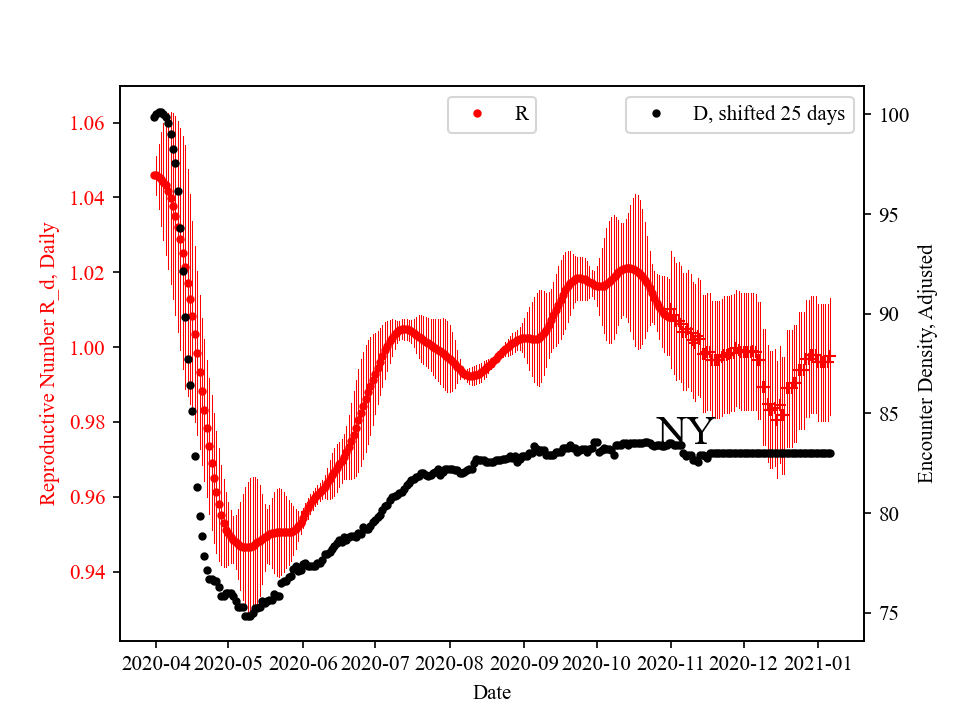 R
D, shifted 25 days
1.06
1.04
1.02
1.00
0.98
0.96
0.94
Reproductive Number R_d, Daily
100
95
90
85
80
75
Encounter Density, Adjusted
NY
2020-04 2020-05 2020-06 2020-07 2020-08 2020-09 2020-10 2020-11 2020-12 2021-01
Date